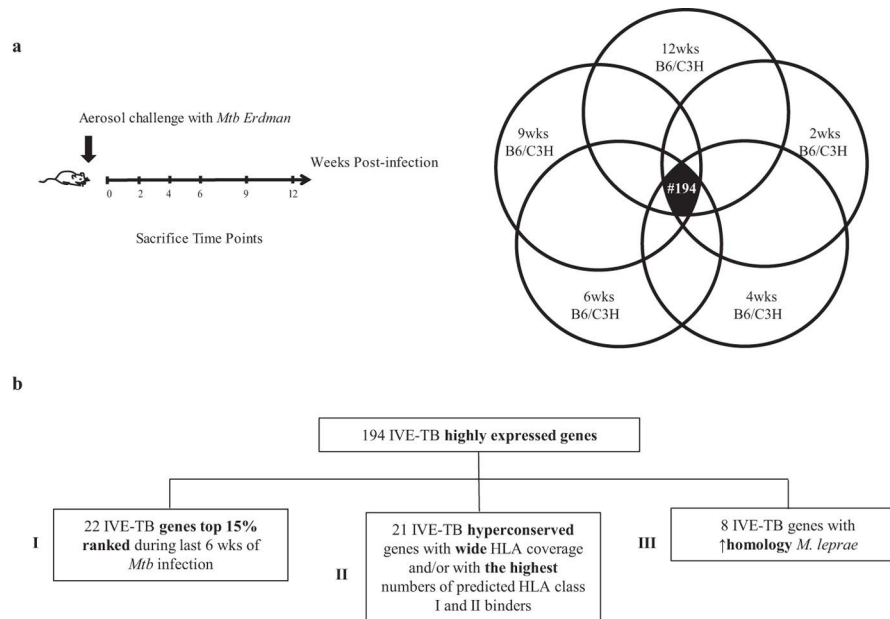 a
Aerosol challenge with Mtb Erdman
Weeks Post-infection
0 2 4 6 9 12
Sacrifice Time Points
12wks
B6/C3H
9wks
B6/C3H
2wks
B6/C3H
#194
6wks
B6/C3H
4wks
B6/C3H
b
194 IVE-TB highly expressed genes
I
22 IVE-TB genes top 15%
ranked during last 6 wks of
Mtb infection
II
21 IVE-TB hyperconserved
genes with wide HLA coverage
and/or with the highest
numbers of predicted HLA class
I and II binders
III
8 IVE-TB genes with
↑homology M. leprae